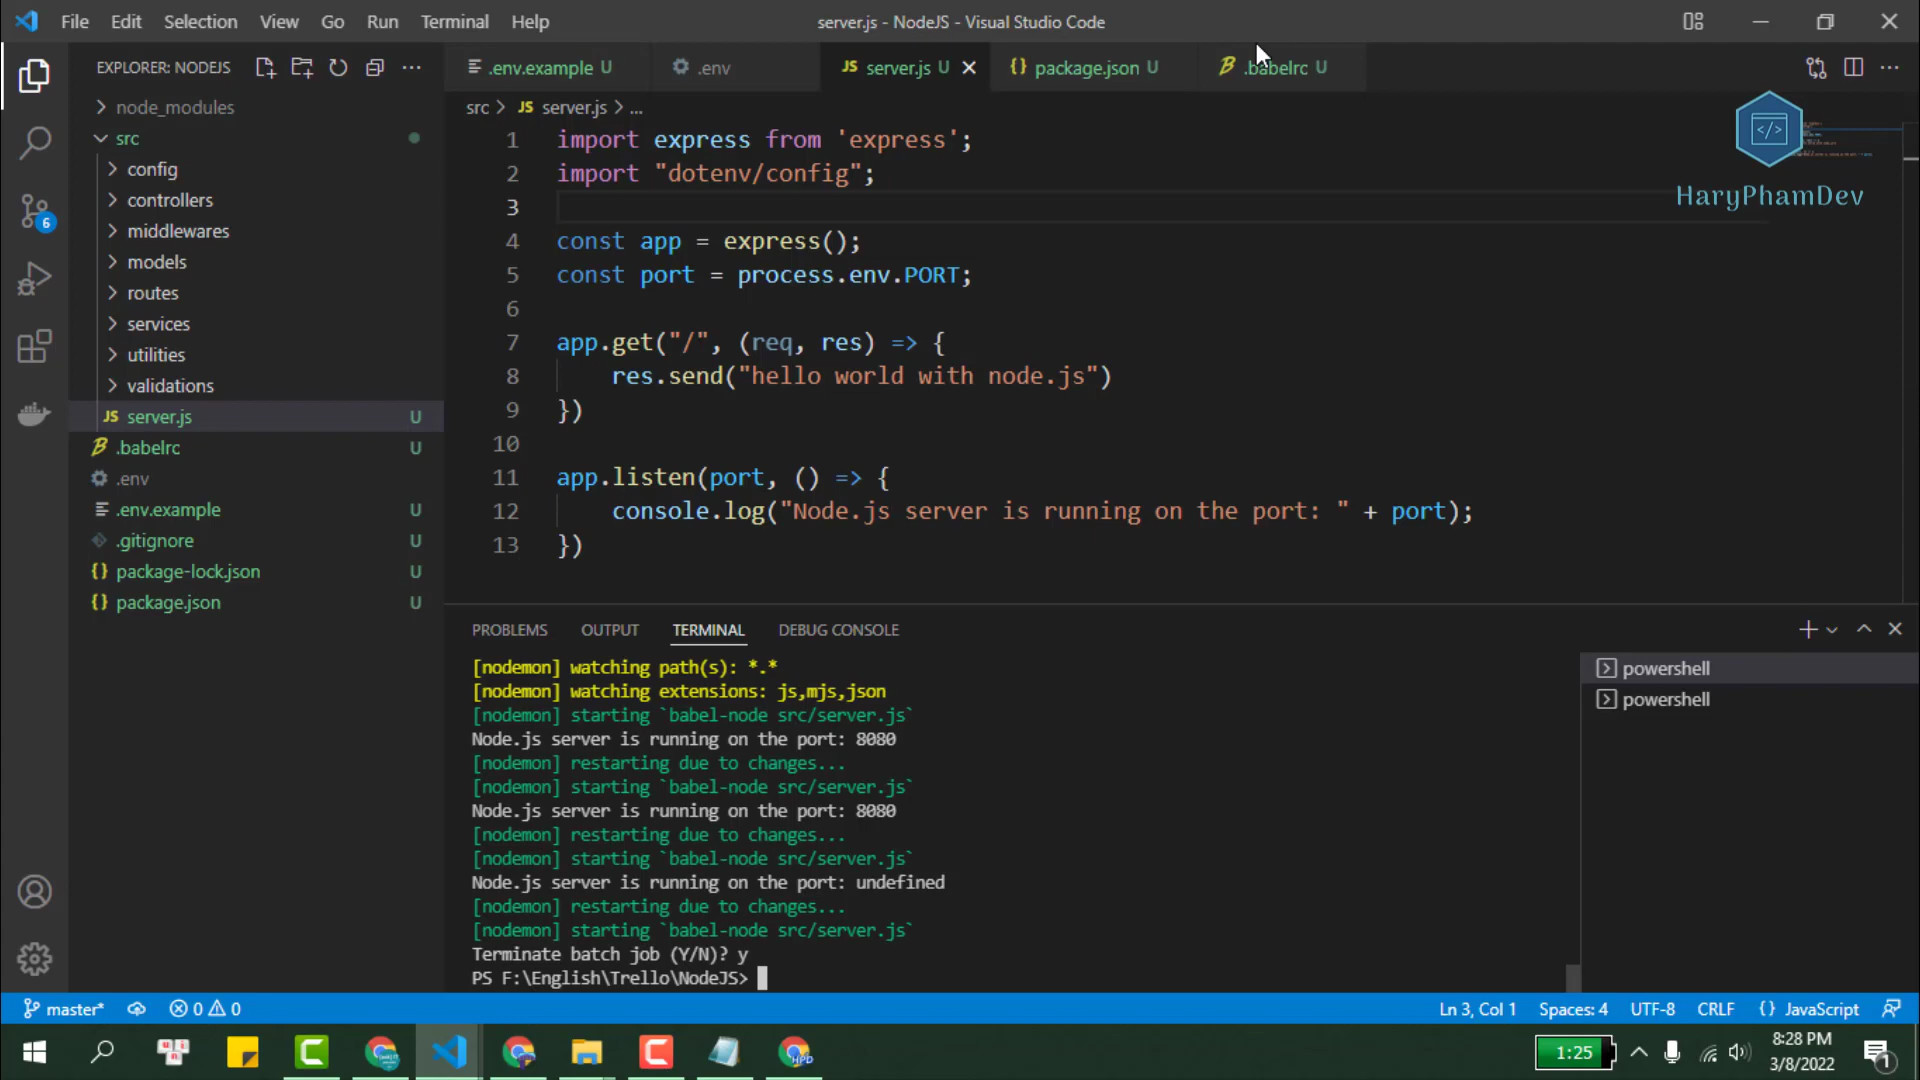 File Edit Selection View Go Run Terminal Help
server.js - NodeJS - Visual Studio Code
EXPLORER: NODEJS
.env.example U
.env
JS server.js U
{} package.json U
.babelrc U
node_modules
src
config
controllers
middlewares
models
routes
services
utilities
validations
JS server.js U
.babelrc U
.env
.env.example U
.gitignore U
{} package-lock.json U
{} package.json U
6
src > JS server.js > ...
1 import express from 'express';
2 import "dotenv/config";
3
4 const app = express();
5 const port = process.env.PORT;
6
7 app.get("/", (req, res) => {
8 res.send("hello world with node.js")
9 })
10
11 app.listen(port, () => {
12 console.log("Node.js server is running on the port: " + port);
13 })
</>
HaryPhamDev
PROBLEMS OUTPUT TERMINAL DEBUG CONSOLE
[nodemon] watching path(s): *.*
[nodemon] watching extensions: js,mjs,json
[nodemon] starting `babel-node src/server.js`
Node.js server is running on the port: 8080
[nodemon] restarting due to changes...
[nodemon] starting `babel-node src/server.js`
Node.js server is running on the port: 8080
[nodemon] restarting due to changes...
[nodemon] starting `babel-node src/server.js`
Node.js server is running on the port: undefined
[nodemon] restarting due to changes...
[nodemon] starting `babel-node src/server.js`
Terminate batch job (Y/N)? y
PS F:\English\Trello\NodeJS>
powershell
powershell
master* 0 0
Ln 3, Col 1 Spaces: 4 UTF-8 CRLF {} JavaScript
1:25
8:28 PM
3/8/2022
1